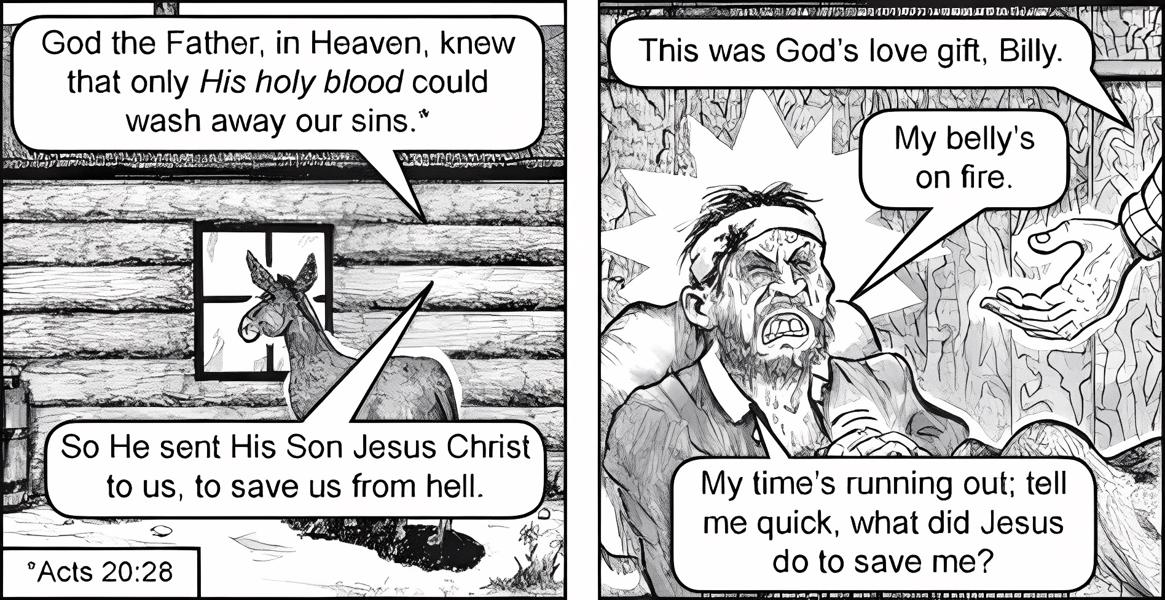 God the Father, in Heaven, knew
that only His holy blood could
wash away our sins.*
So He sent His Son Jesus Christ
to us, to save us from hell.
*Acts 20:28
This was God's love gift, Billy.
My belly's
on fire.
My time's running out; tell
me quick, what did Jesus
do to save me?